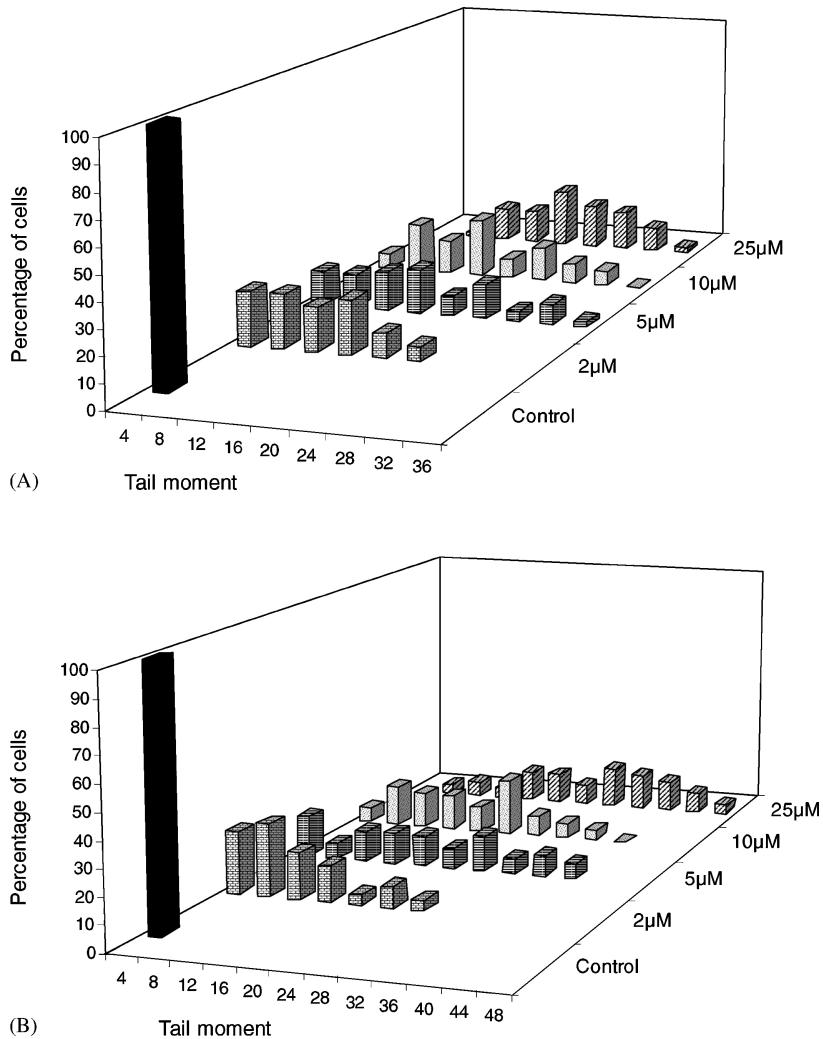 100
90
80
70
60
50
40
30
20
10
0
Percentage of cells
4 8 12 16 20 24 28 32 36
Tail moment
Control
2μM
5μM
10μM
25μM
(A)
100
90
80
70
60
50
40
30
20
10
0
Percentage of cells
4 8 12 16 20 24 28 32 36 40 44 48
Tail moment
Control
2μM
5μM
10μM
25μM
(B)